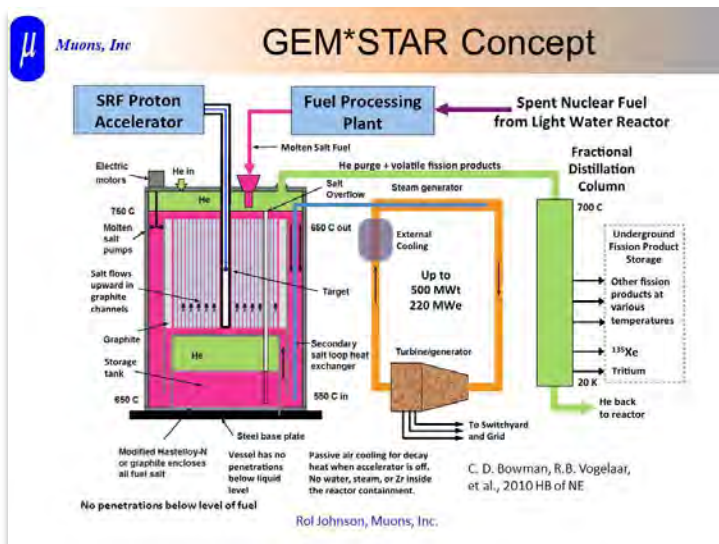 μ
Muons, Inc
GEM*STAR Concept
SRF Proton
Accelerator
Fuel Processing
Plant
Spent Nuclear Fuel
from Light Water Reactor
Molten Salt Fuel
He purge + volatile fission products
Fractional
Distillation
Column
Electric
motors
He in
He
Salt
Overflow
Steam generator
700 C
750 C
650 C out
Molten
salt
pumps
External
Cooling
Underground
Fission Product
Storage
Salt flows
upward in
graphite
channels
Target
Up to
500 MWt
220 MWe
Other fission
products at
various
temperatures
Graphite
He
Secondary
salt loop heat
exchanger
Turbine/generator
135Xe
Storage
tank
Tritium
650 C
550 C in
20 K
He back
to reactor
Steel base plate
To Switchyard
and Grid
Modified Hastelloy-N
or graphite encloses
all fuel salt
Vessel has no
penetrations
below liquid
level
Passive air cooling for decay
heat when accelerator is off.
No water, steam, or Zr inside
the reactor containment.
C. D. Bowman, R.B. Vogelaar,
et al., 2010 HB of NE
No penetrations below level of fuel
Rol Johnson, Muons, Inc.